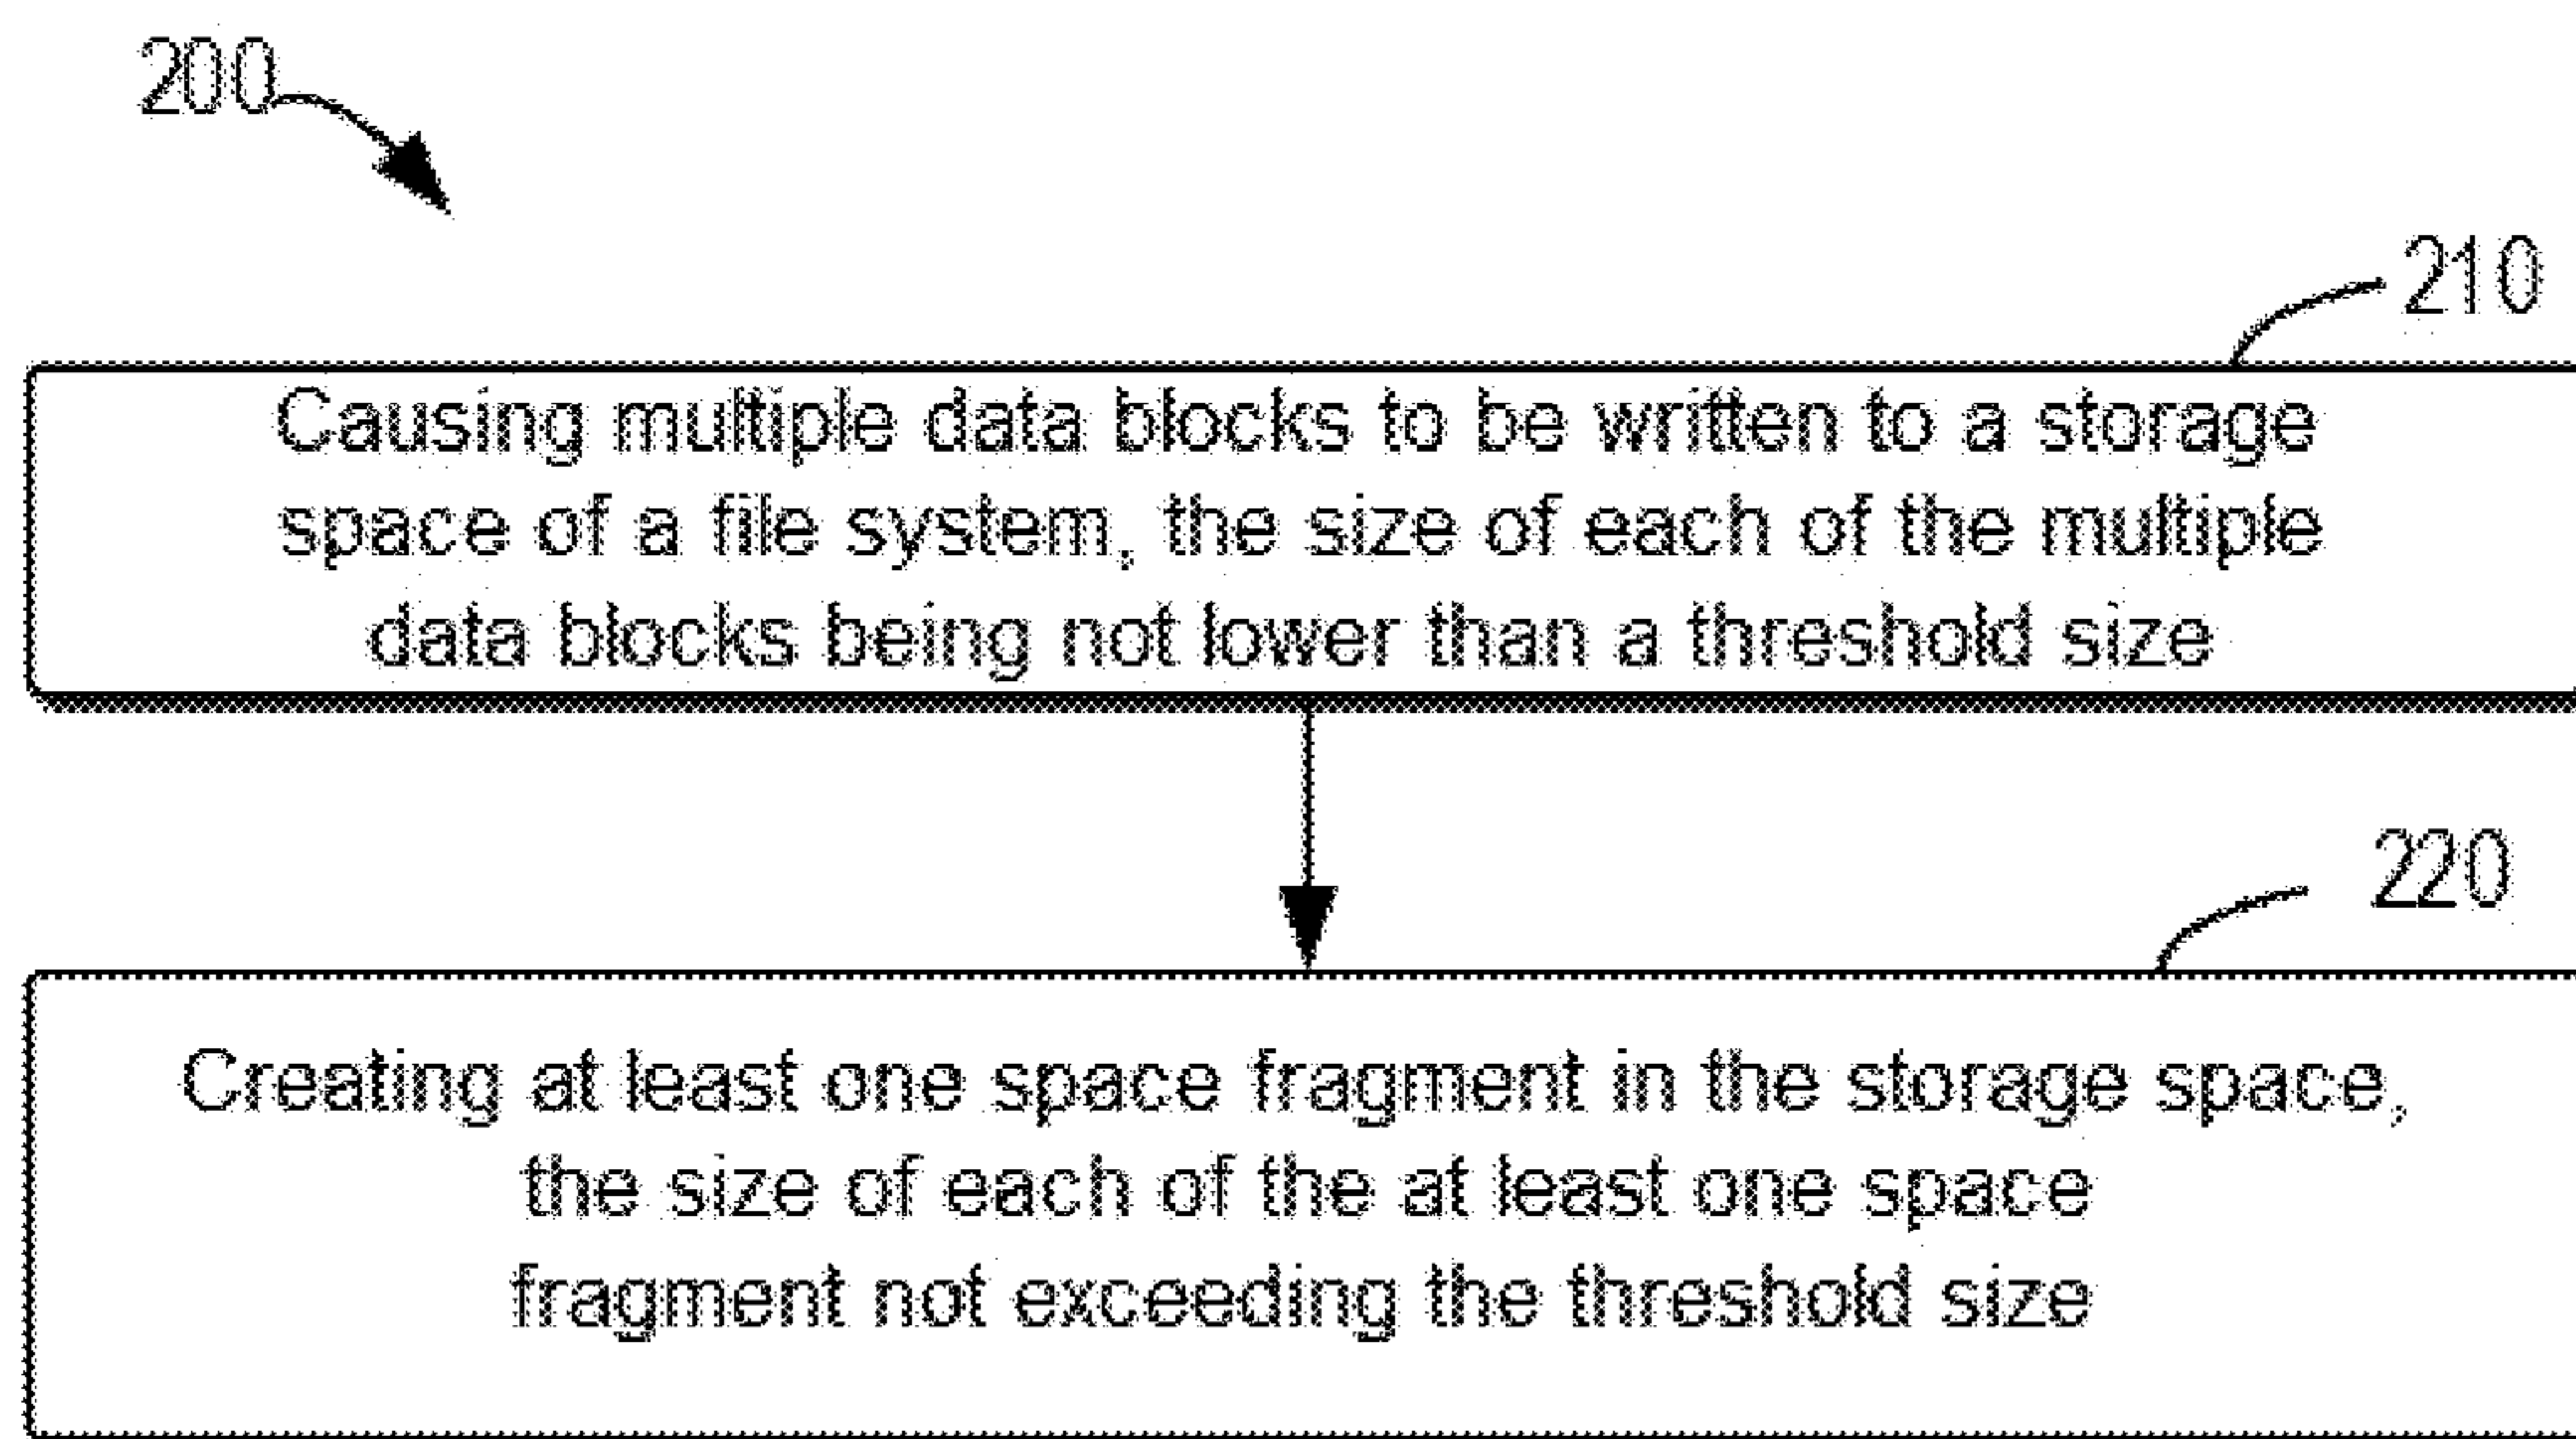 200
210
Causing multiple data blocks to be written to a storage
space of a file system, the size of each of the multiple
data blocks being not lower than a threshold size
220
Creating at least one space fragment in the storage space,
the size of each of the at least one space
fragment not exceeding the threshold size